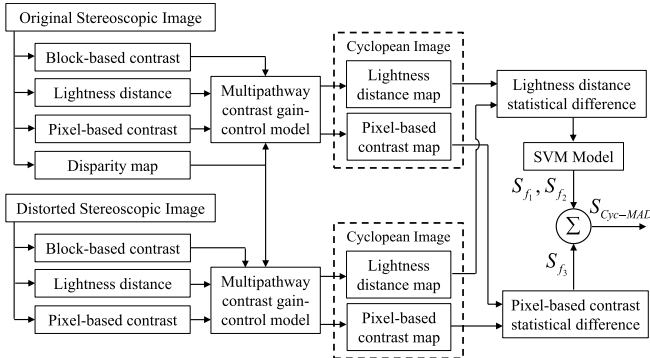 Original Stereoscopic Image
Block-based contrast
Lightness distance
Pixel-based contrast
Disparity map
Multipathway
contrast gain-
control model
Cyclopean Image
Lightness
distance map
Pixel-based
contrast map
Lightness distance
statistical difference
SVM Model
S_{f_1}, S_{f_2}
Σ
S_{Cyc-MAD}
S_{f_3}
Distorted Stereoscopic Image
Block-based contrast
Lightness distance
Pixel-based contrast
Multipathway
contrast gain-
control model
Cyclopean Image
Lightness
distance map
Pixel-based
contrast map
Pixel-based contrast
statistical difference